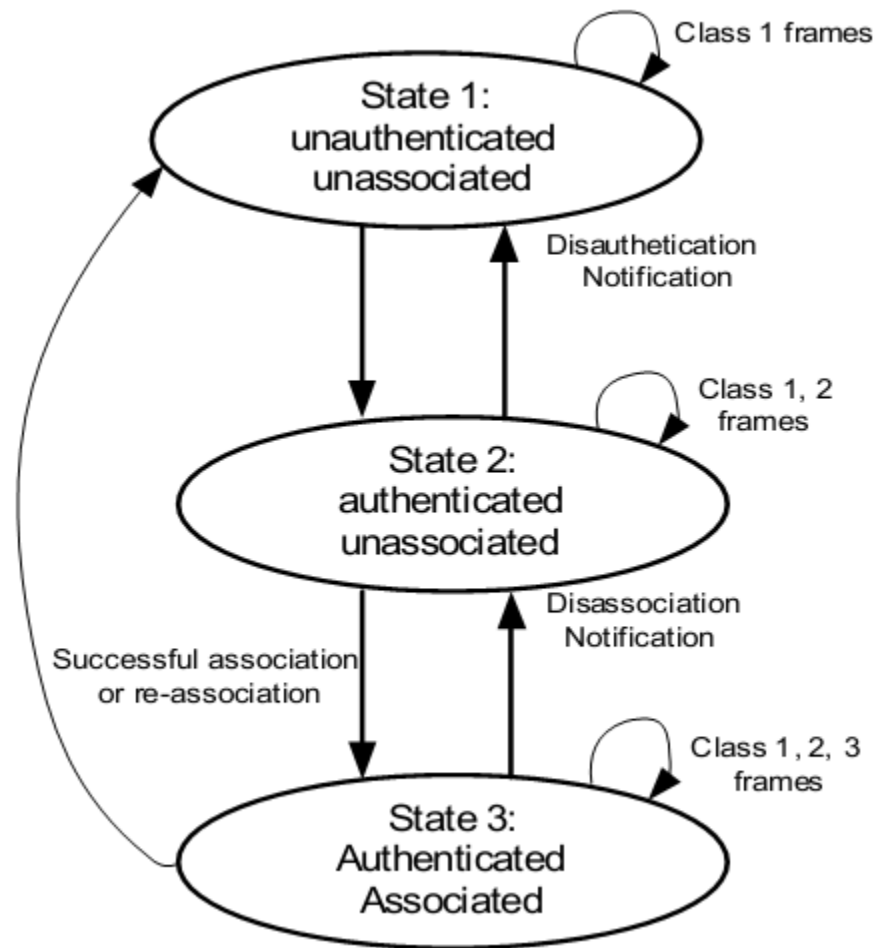 Class 1 frames
State 1:
unauthenticated
unassociated
Disauthetication
Notification
Class 1, 2
frames
State 2:
authenticated
unassociated
Disassociation
Notification
Successful association
or re-association
Class 1, 2, 3
frames
State 3:
Authenticated
Associated